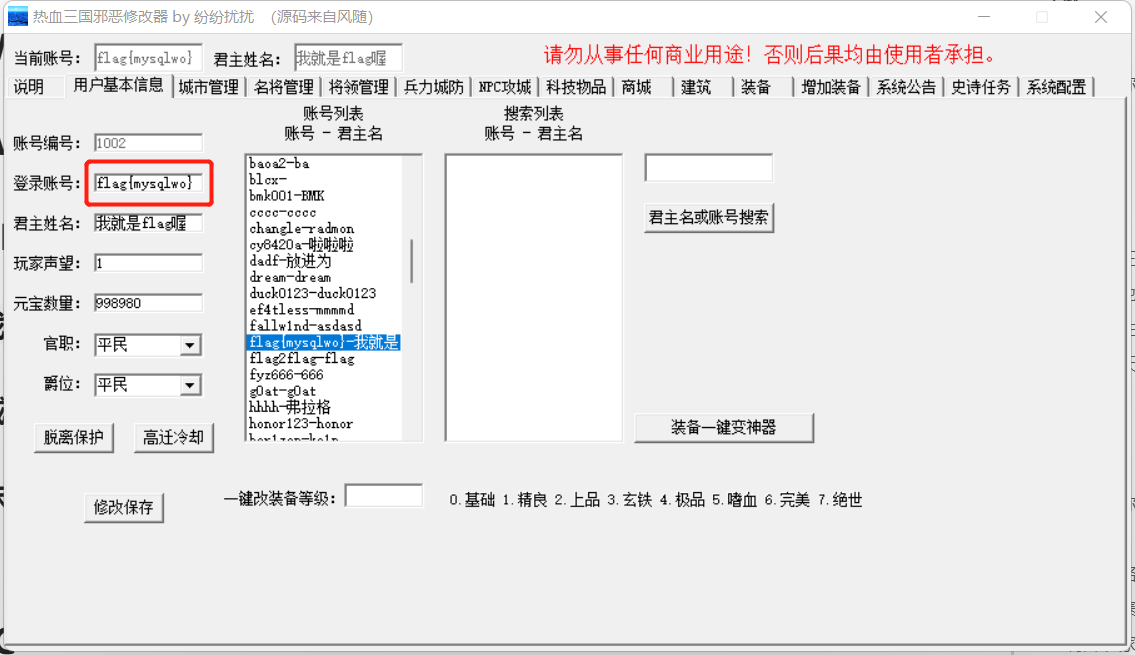 热血三国邪恶修改器 by 纷纷扰扰 (源码来自风随)
当前账号: flag{mysqlwo} 君主姓名: 我就是flag喔
请勿从事任何商业用途! 否则后果均由使用者承担。
说明 用户基本信息 城市管理 名将管理 将领管理 兵力城防 NPC攻城 科技物品 商城 建筑 装备 增加装备 系统公告 史诗任务 系统配置
账号编号: 1002
登录账号: flag{mysqlwo}
君主姓名: 我就是flag喔
玩家声望: 1
元宝数量: 998980
官职: 平民
爵位: 平民
脱离保护 高迁冷却
修改保存
账号列表
账号 - 君主名
baoa2-ba
blcx-
bmk001-BMK
cccc-cccc
changle-radmon
cy8420a-啦啦啦
dadf-放进为
dream-dream
duck0123-duck0123
ef4tless-mmmmd
fallw1nd-asdasd
flag{mysqlwo}-我就是
flag2flag-flag
fyz666-666
g0at-g0at
hhhh-弗拉格
honor123-honor
搜索列表
账号 - 君主名
君主名或账号搜索
装备一键变神器
一键改装备等级: 0.基础 1.精良 2.上品 3.玄铁 4.极品 5.嗜血 6.完美 7.绝世